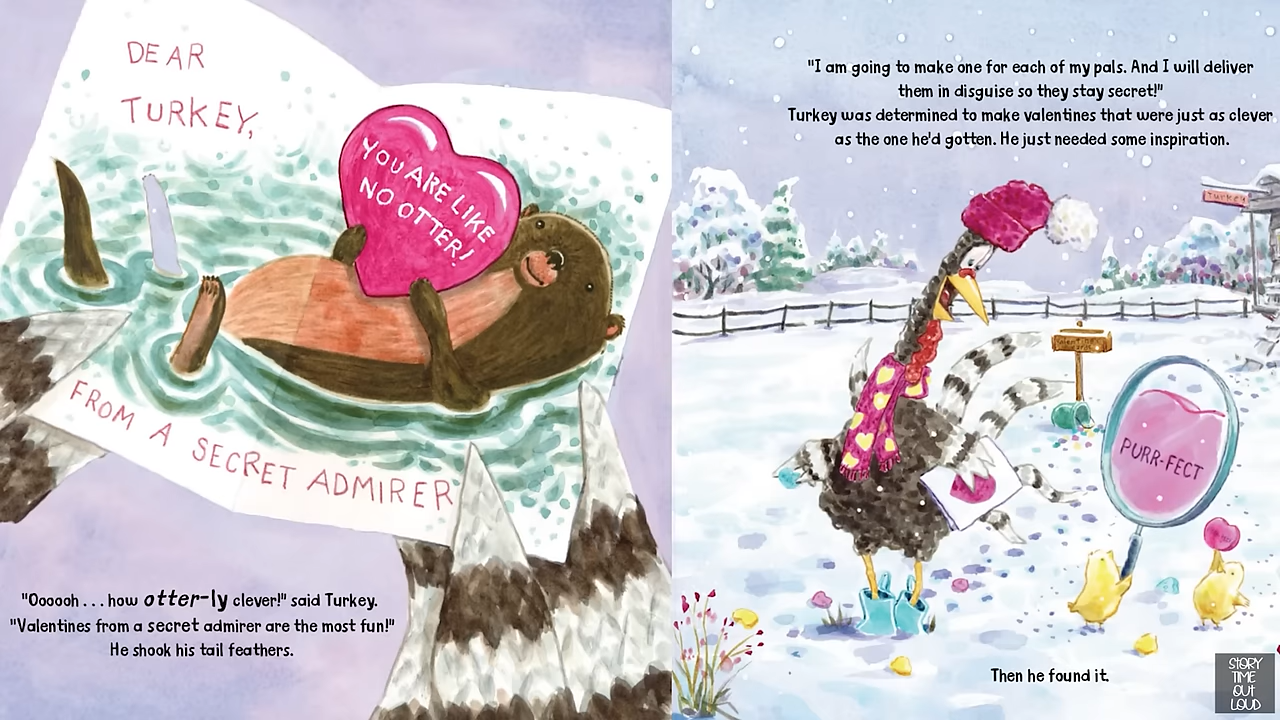 DEAR
TURKEY,
YOU ARE LIKE
NO OTTER!
FROM A SECRET ADMIRER
"Oooooh . . . how otter-ly clever!" said Turkey.
"Valentines from a secret admirer are the most fun!"
He shook his tail feathers.
"I am going to make one for each of my pals. And I will deliver
them in disguise so they stay secret!"
Turkey was determined to make valentines that were just as clever
as the one he'd gotten. He just needed some inspiration.
Turkey
PURR-FECT
Then he found it.
STORY
TIME
OUT
LOUD